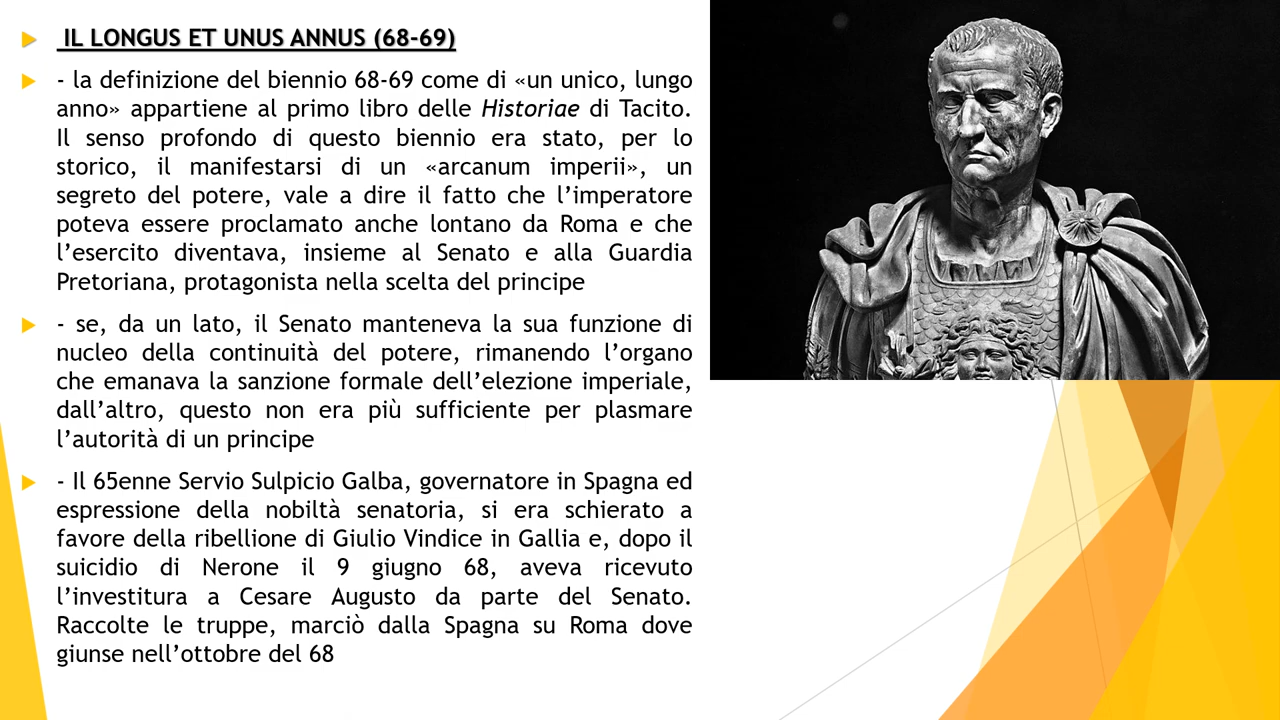 IL LONGUS ET UNUS ANNUS (68-69)
- la definizione del biennio 68-69 come di «un unico, lungo
anno» appartiene al primo libro delle Historiae di Tacito.
Il senso profondo di questo biennio era stato, per lo
storico, il manifestarsi di un «arcanum imperii», un
segreto del potere, vale a dire il fatto che l’imperatore
poteva essere proclamato anche lontano da Roma e che
l’esercito diventava, insieme al Senato e alla Guardia
Pretoriana, protagonista nella scelta del principe
- se, da un lato, il Senato manteneva la sua funzione di
nucleo della continuità del potere, rimanendo l’organo
che emanava la sanzione formale dell’elezione imperiale,
dall’altro, questo non era più sufficiente per plasmare
l’autorità di un principe
- Il 65enne Servio Sulpicio Galba, governatore in Spagna ed
espressione della nobiltà senatoria, si era schierato a
favore della ribellione di Giulio Vindice in Gallia e, dopo il
suicidio di Nerone il 9 giugno 68, aveva ricevuto
l’investitura a Cesare Augusto da parte del Senato.
Raccolte le truppe, marciò dalla Spagna su Roma dove
giunse nell’ottobre del 68